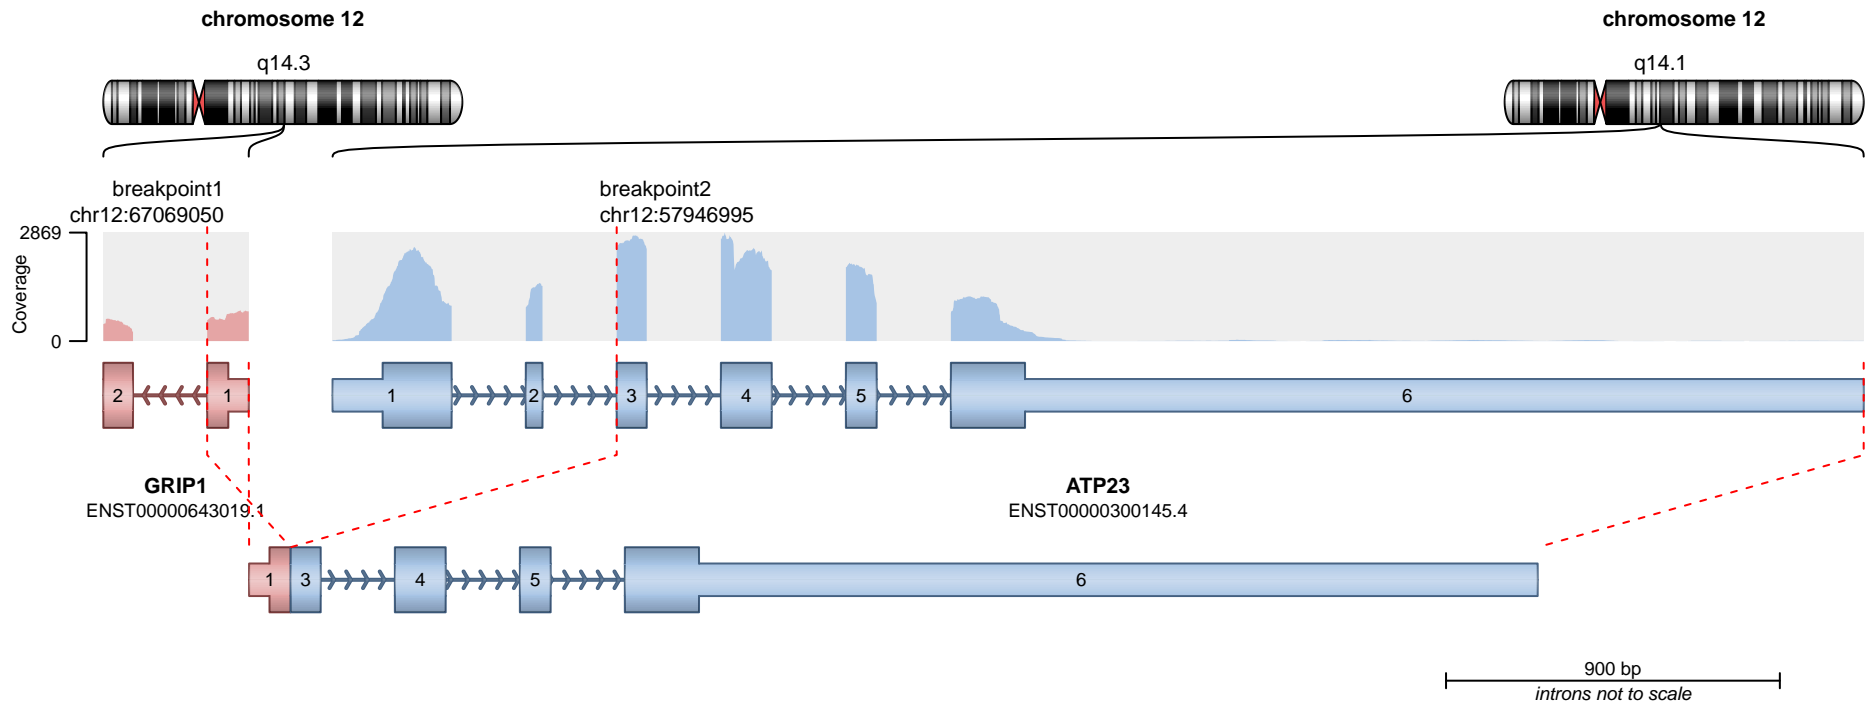 chromosome 12
chromosome 12
q14.3
q14.1
breakpoint1
chr12:67069050
breakpoint2
chr12:57946995
2869
Coverage
0
2
1
1
2
3
4
5
6
GRIP1
ENST00000643019.1
ATP23
ENST00000300145.4
1
3
4
5
6
900 bp
introns not to scale